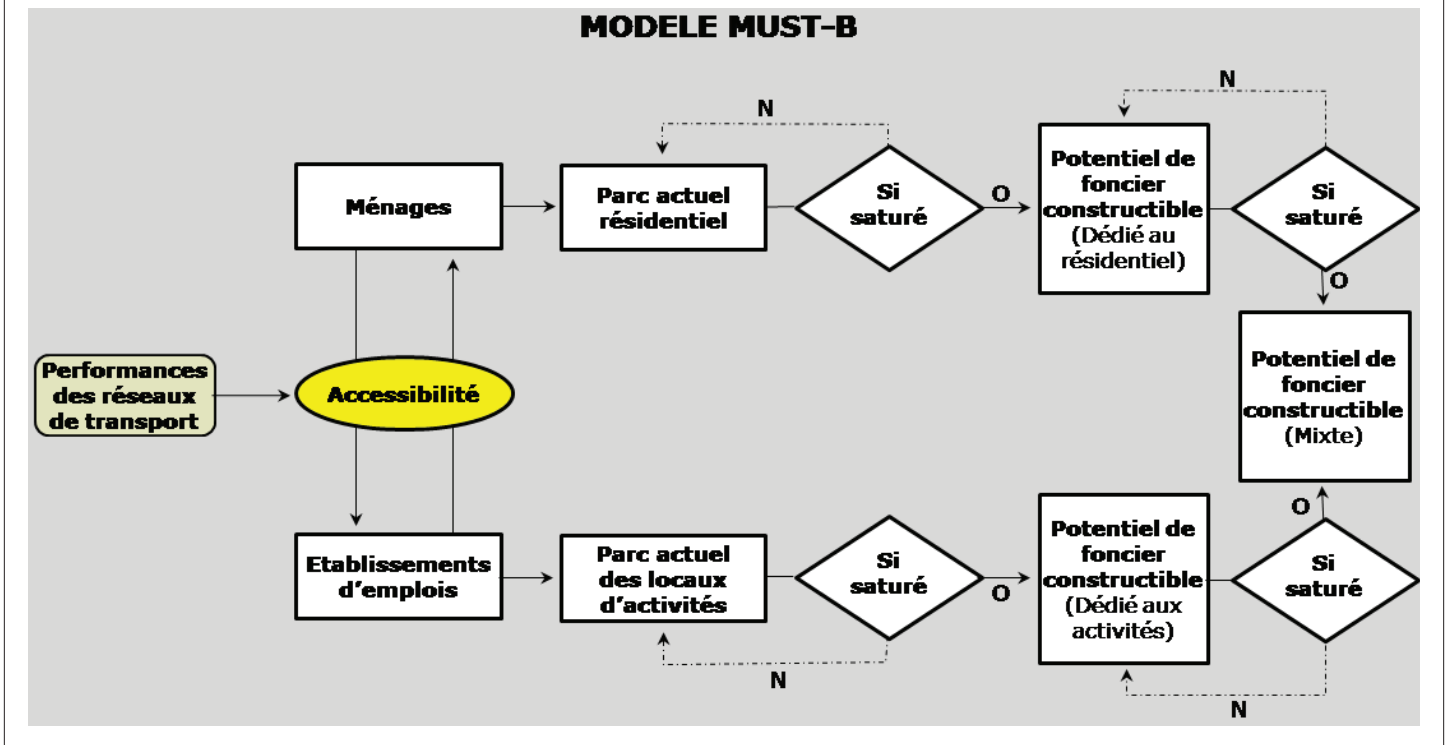 MODELE MUST-B
N
N
Ménages
Parc actuel
résidentiel
Si
saturé
O
Potentiel de
foncier
constructible
(Dédié au
résidentiel)
Si
saturé
O
Performances
des réseaux
de transport
Accessibilité
Potentiel de
foncier
constructible
(Mixte)
O
Etablissements
d'emplois
Parc actuel
des locaux
d'activités
Si
saturé
O
Potentiel de
foncier
constructible
(Dédié aux
activités)
Si
saturé
N
N